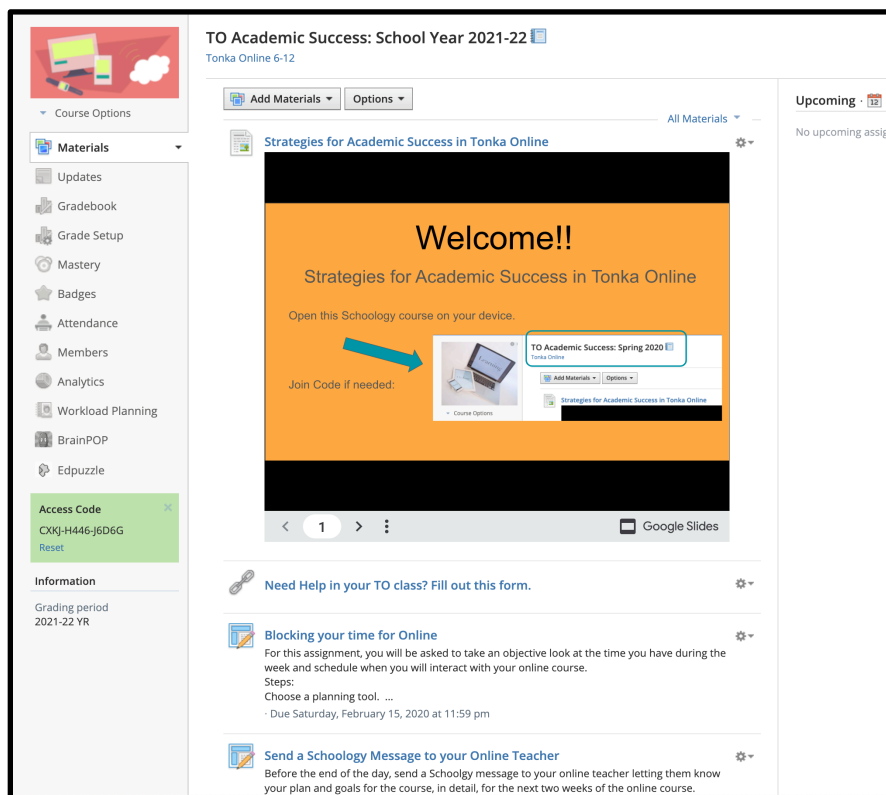 TO Academic Success: School Year 2021-22
Tonka Online 6-12
Course Options
Materials
Updates
Gradebook
Grade Setup
Mastery
Badges
Attendance
Members
Analytics
Workload Planning
BrainPOP
Edpuzzle
Access Code
CXKJ-H446-J6D6G
Reset
Information
Grading period
2021-22 YR
Add Materials
Options
All Materials
Strategies for Academic Success in Tonka Online
Welcome!!
Strategies for Academic Success in Tonka Online
Open this Schoology course on your device.
Join Code if needed:
Learning
Course Options
TO Academic Success: Spring 2020
Tonka Online
Add Materials
Options
Strategies for Academic Success in Tonka Online
1
Google Slides
Need Help in your TO class? Fill out this form.
Blocking your time for Online
For this assignment, you will be asked to take an objective look at the time you have during the
week and schedule when you will interact with your online course.
Steps:
Choose a planning tool. ...
· Due Saturday, February 15, 2020 at 11:59 pm
Send a Schoology Message to your Online Teacher
Before the end of the day, send a Schoolgy message to your online teacher letting them know
your plan and goals for the course, in detail, for the next two weeks of the online course.
Upcoming · 12
No upcoming assig